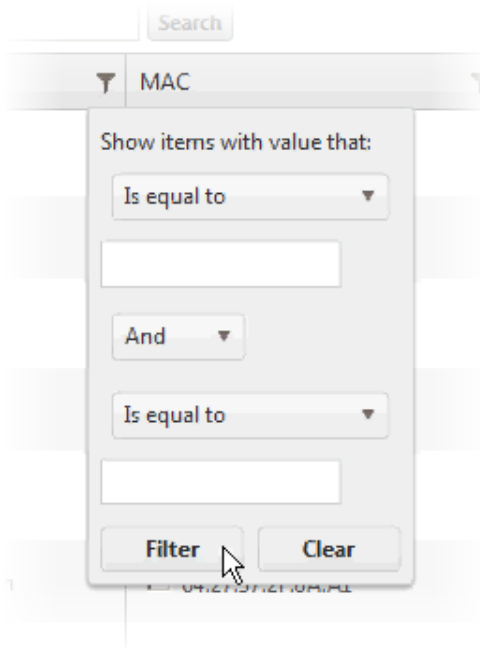 Search
MAC
Show items with value that:
Is equal to
And
Is equal to
Filter Clear